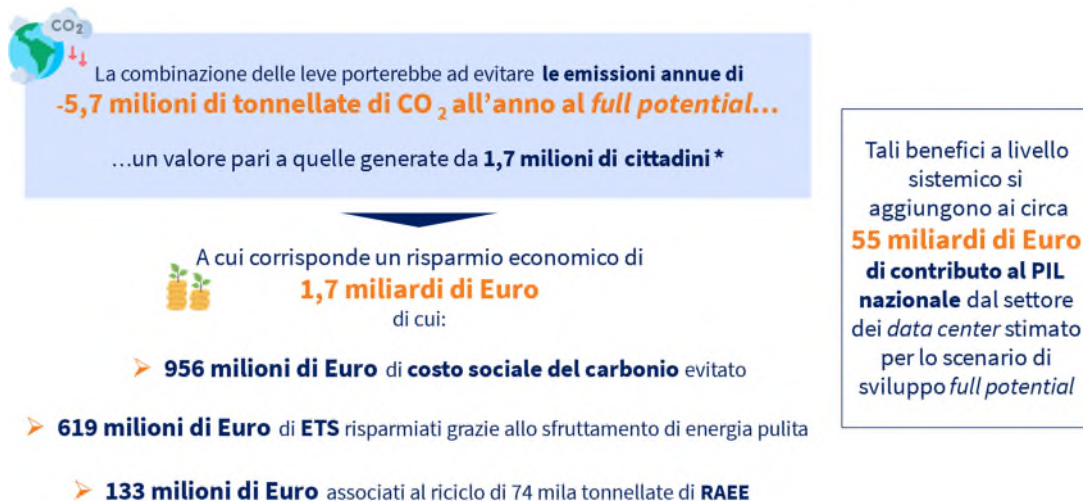 CO2
La combinazione delle leve porterebbe ad evitare le emissioni annue di
-5,7 milioni di tonnellate di CO2 all'anno al full potential...
...un valore pari a quelle generate da 1,7 milioni di cittadini*
A cui corrisponde un risparmio economico di
1,7 miliardi di Euro
di cui:
➤ 956 milioni di Euro di costo sociale del carbonio evitato
➤ 619 milioni di Euro di ETS risparmiati grazie allo sfruttamento di energia pulita
➤ 133 milioni di Euro associati al riciclo di 74 mila tonnellate di RAEE
Tali benefici a livello
sistemico si
aggiungono ai circa
55 miliardi di Euro
di contributo al PIL
nazionale dal settore
dei data center stimato
per lo scenario di
sviluppo full potential